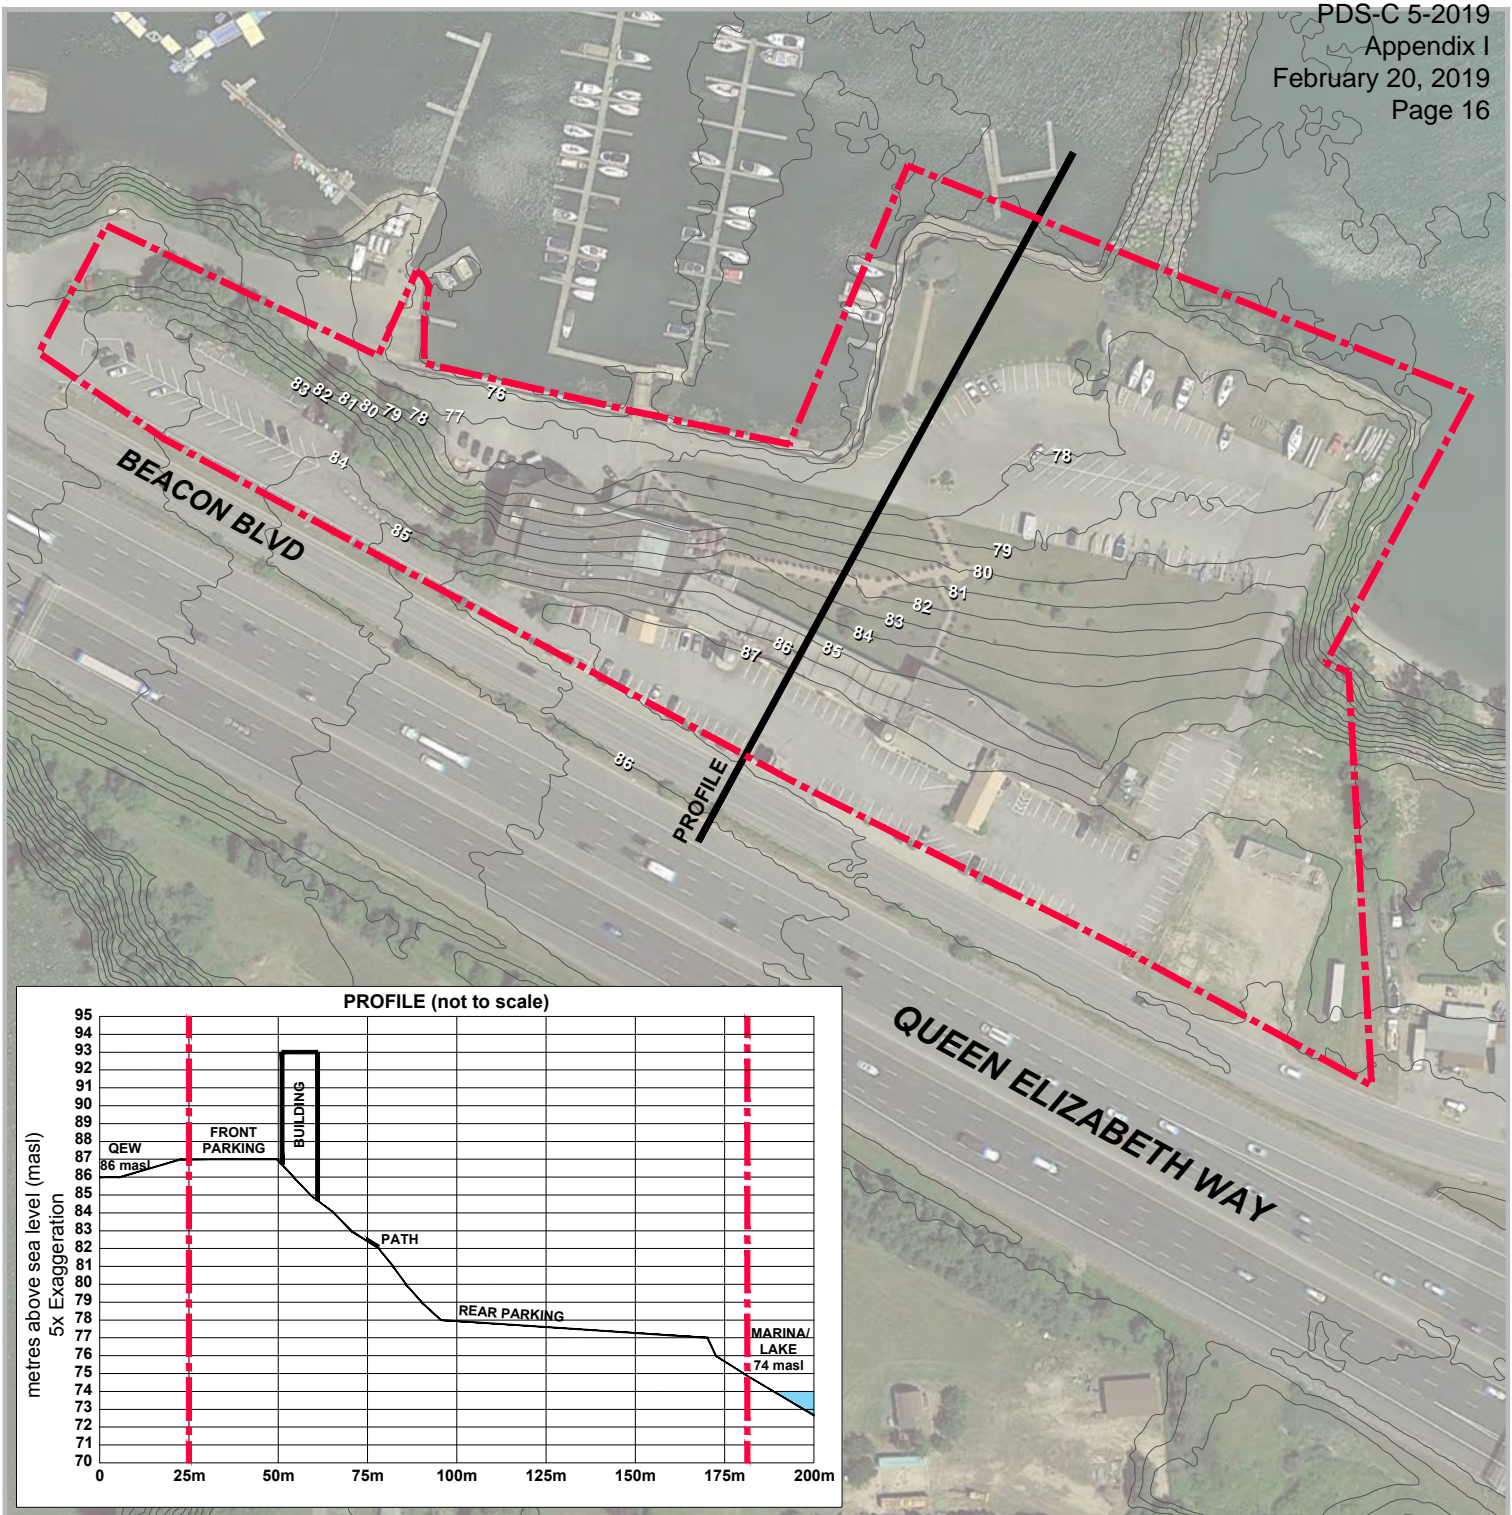 PDS-C 5-2019
Appendix I
February 20, 2019
Page 16
76
83 82 81 80 79 78 77
84
85
78
79
80
81
82
83
84
85
86
87
86
BEACON BLVD
PROFILE
QUEEN ELIZABETH WAY
PROFILE (not to scale)
metres above sea level (masl)
5x Exaggeration
95
94
93
92
91
90
89
88
87
86
85
84
83
82
81
80
79
78
77
76
75
74
73
72
71
70
QEW
86 masl
FRONT
PARKING
BUILDING
PATH
REAR PARKING
MARINA/
LAKE
74 masl
0 25m 50m 75m 100m 125m 150m 175m 200m